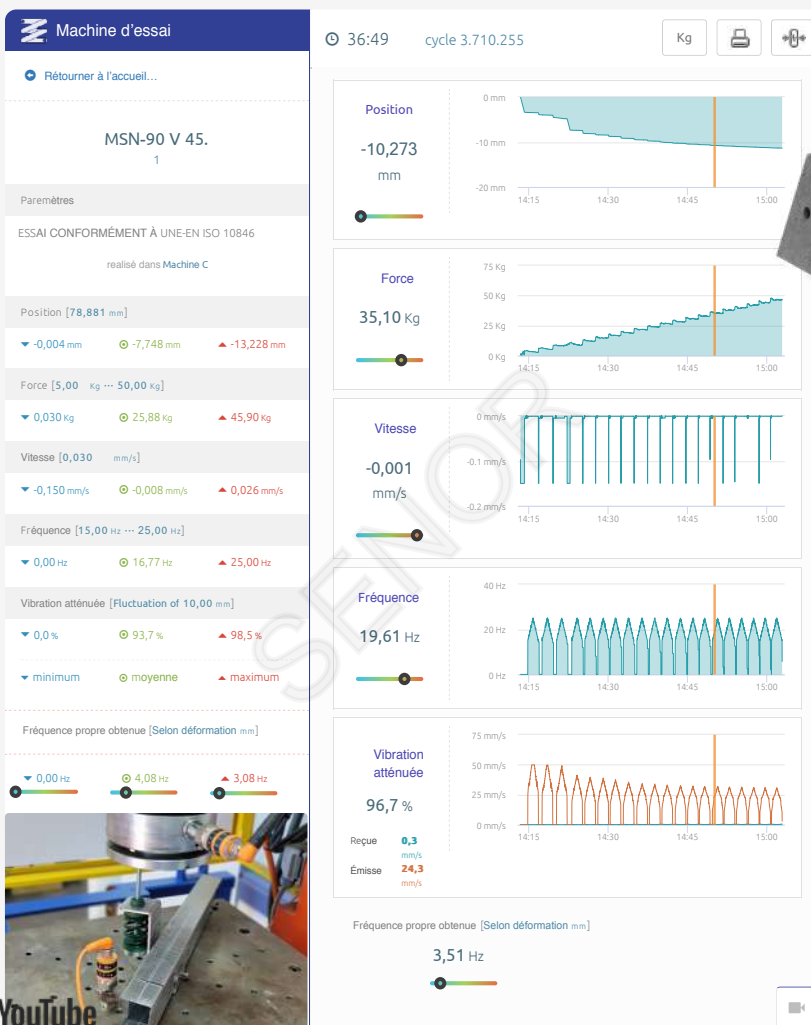 Machine d'essai
Rétourner à l'accueil...
MSN-90 V 45.
1
Paremètres
ESSAI CONFORMÉMENT À UNE-EN ISO 10846
realisé dans Machine C
Position [78,881 mm]
-0,004 mm -7,748 mm -13,228 mm
Force [5,00 Kg ··· 50,00 Kg]
0,030 Kg 25,88 Kg 45,90 Kg
Vitesse [0,030 mm/s]
-0,150 mm/s -0,008 mm/s 0,026 mm/s
Fréquence [15,00 Hz ··· 25,00 Hz]
0,00 Hz 16,77 Hz 25,00 Hz
Vibration atténuée [Fluctuation of 10,00 mm]
0,0 % 93,7 % 98,5 %
minimum moyenne maximum
Fréquence propre obtenue [Selon déformation mm]
0,00 Hz 4,08 Hz 3,08 Hz
YouTube
36:49 cycle 3.710.255 Kg
Position
-10,273
mm
0 mm
-10 mm
-20 mm
14:15 14:30 14:45 15:00
Force
35,10 Kg
75 Kg
50 Kg
25 Kg
0 Kg
14:15 14:30 14:45 15:00
Vitesse
-0,001
mm/s
0 mm/s
-0.1 mm/s
-0.2 mm/s
14:15 14:30 14:45 15:00
Fréquence
19,61 Hz
40 Hz
20 Hz
0 Hz
14:15 14:30 14:45 15:00
Vibration
atténuée
96,7 %
Reçue 0,3
mm/s
Émisse 24,3
mm/s
75 mm/s
50 mm/s
25 mm/s
0 mm/s
14:15 14:30 14:45 15:00
Fréquence propre obtenue [Selon déformation mm]
3,51 Hz
SENOR